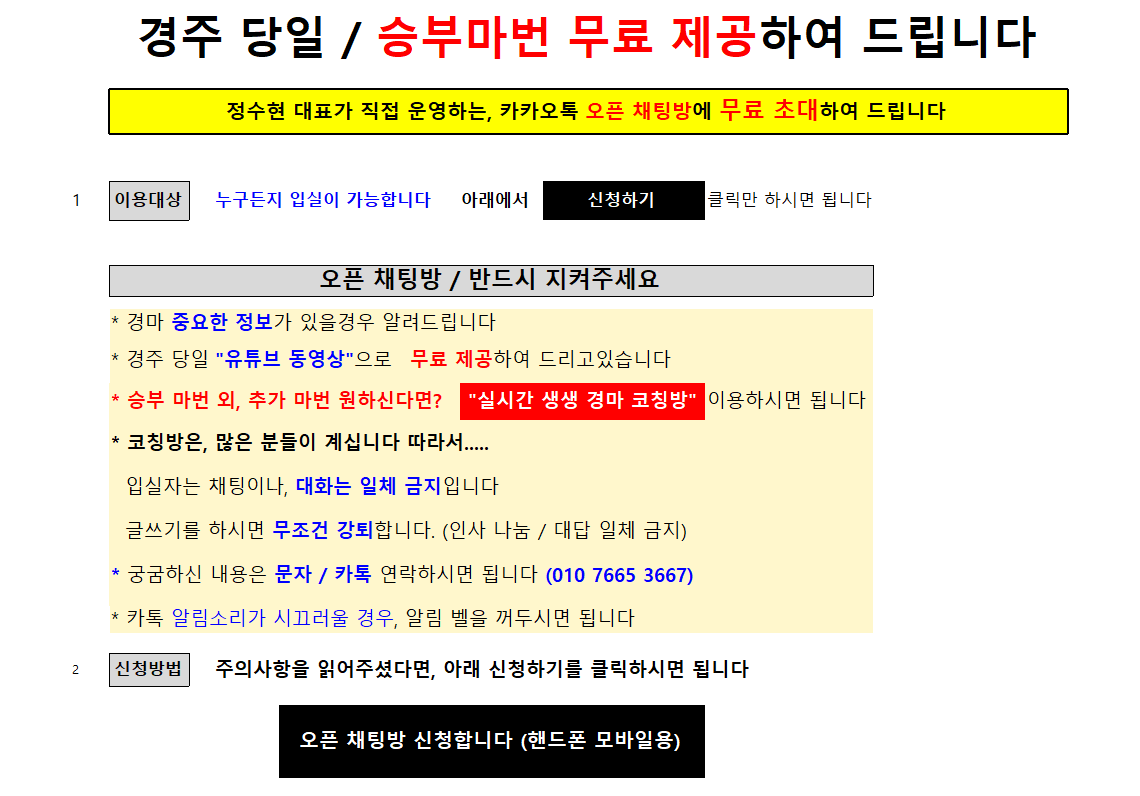 경주 당일 / 승부마번 무료 제공하여 드립니다
정수현 대표가 직접 운영하는, 카카오톡 오픈 채팅방에 무료 초대하여 드립니다
1 이용대상 누구든지 입실이 가능합니다 아래에서 신청하기 클릭만 하시면 됩니다
오픈 채팅방 / 반드시 지켜주세요
* 경마 중요한 정보가 있을경우 알려드립니다
* 경주 당일 "유튜브 동영상"으로 무료 제공하여 드리고있습니다
* 승부 마번 외, 추가 마번 원하신다면? "실시간 생생 경마 코칭방" 이용하시면 됩니다
* 코칭방은, 많은 분들이 계십니다 따라서.....
입실자는 채팅이나, 대화는 일체 금지입니다
글쓰기를 하시면 무조건 강퇴합니다. (인사 나눔 / 대답 일체 금지)
* 궁굼하신 내용은 문자 / 카톡 연락하시면 됩니다 (010 7665 3667)
* 카톡 알림소리가 시끄러울 경우, 알림 벨을 꺼두시면 됩니다
2 신청방법 주의사항을 읽어주셨다면, 아래 신청하기를 클릭하시면 됩니다
오픈 채팅방 신청합니다 (핸드폰 모바일용)